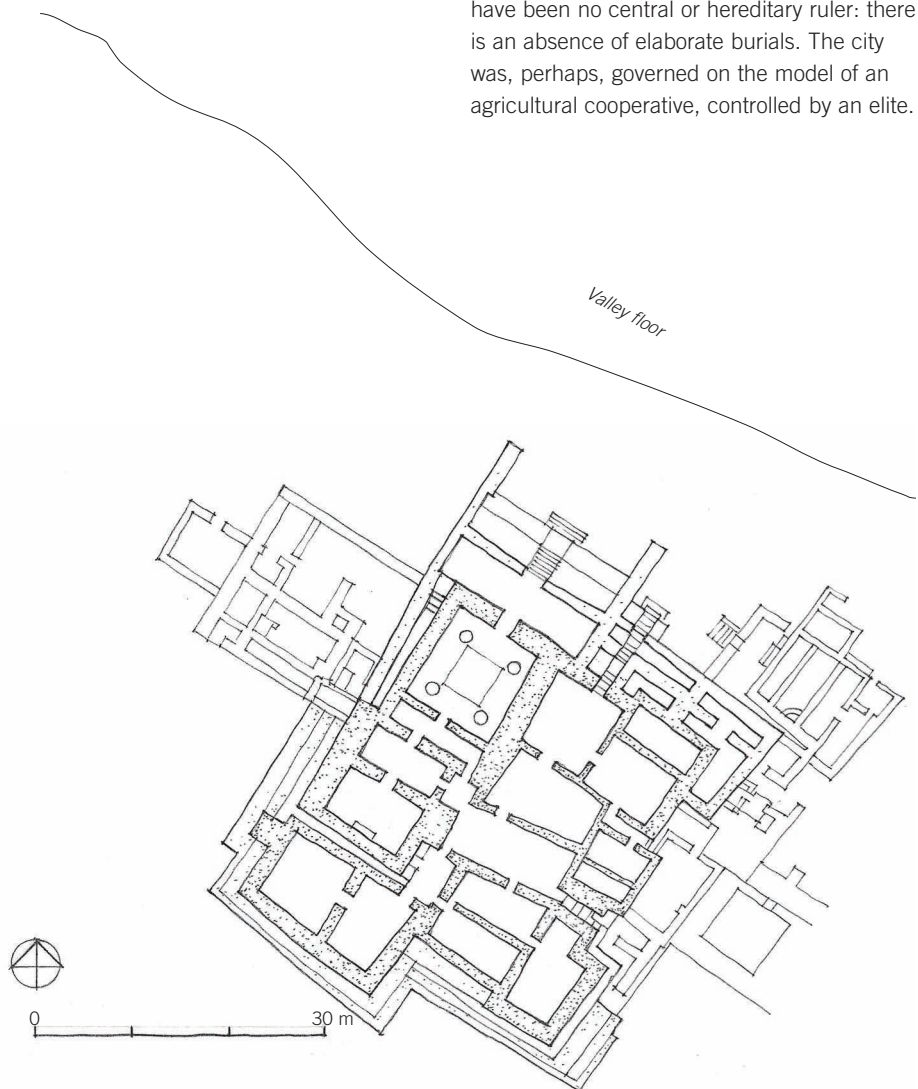 have been no central or hereditary ruler: there
is an absence of elaborate burials. The city
was, perhaps, governed on the model of an
agricultural cooperative, controlled by an elite.
Valley floor
0 30 m